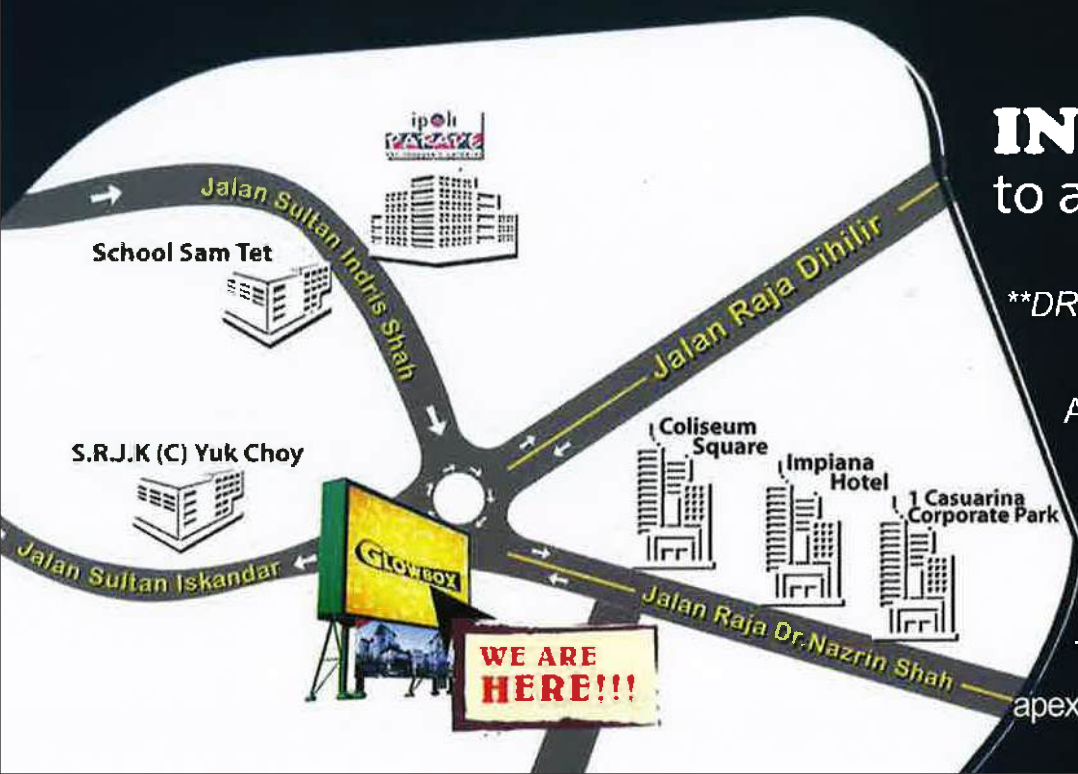 ipoh
PARADE
Jalan Sultan Indris Shah
School Sam Tet
Jalan Raja Dihilir
S.R.J.K (C) Yuk Choy
Coliseum
Square
Impiana
Hotel
1 Casuarina
Corporate Park
GLOWBOX
Jalan Sultan Iskandar
Jalan Raja Dr.Nazrin Shah
WE ARE
HERE!!!
IN
to a
**DR
A
apex